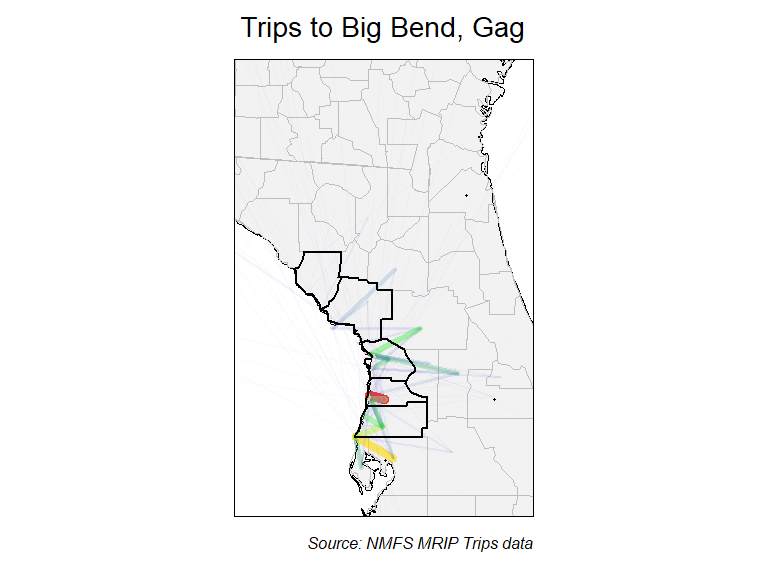 Trips to Big Bend, Gag
Source: NMFS MRIP Trips data